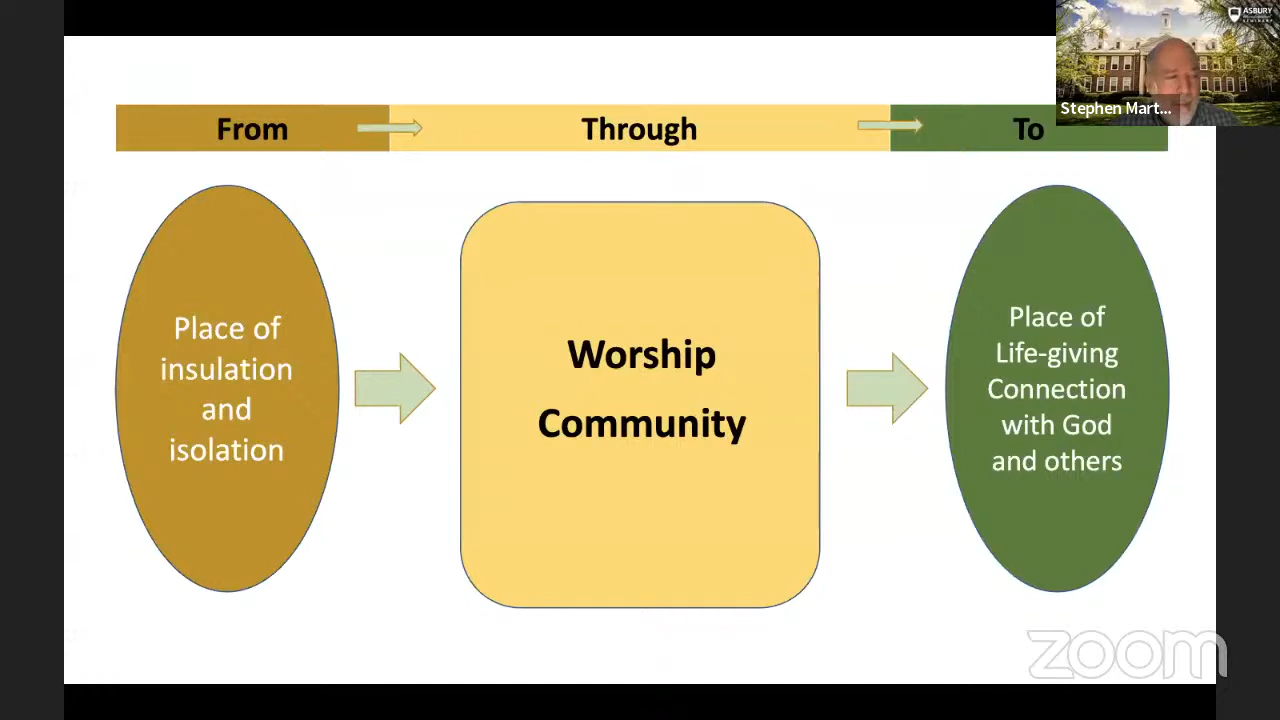 From
Through
To
ASBURY
Stephen Mart...
Place of
insulation
and
isolation
Worship
Community
Place of
Life-giving
Connection
with God
and others
zoom